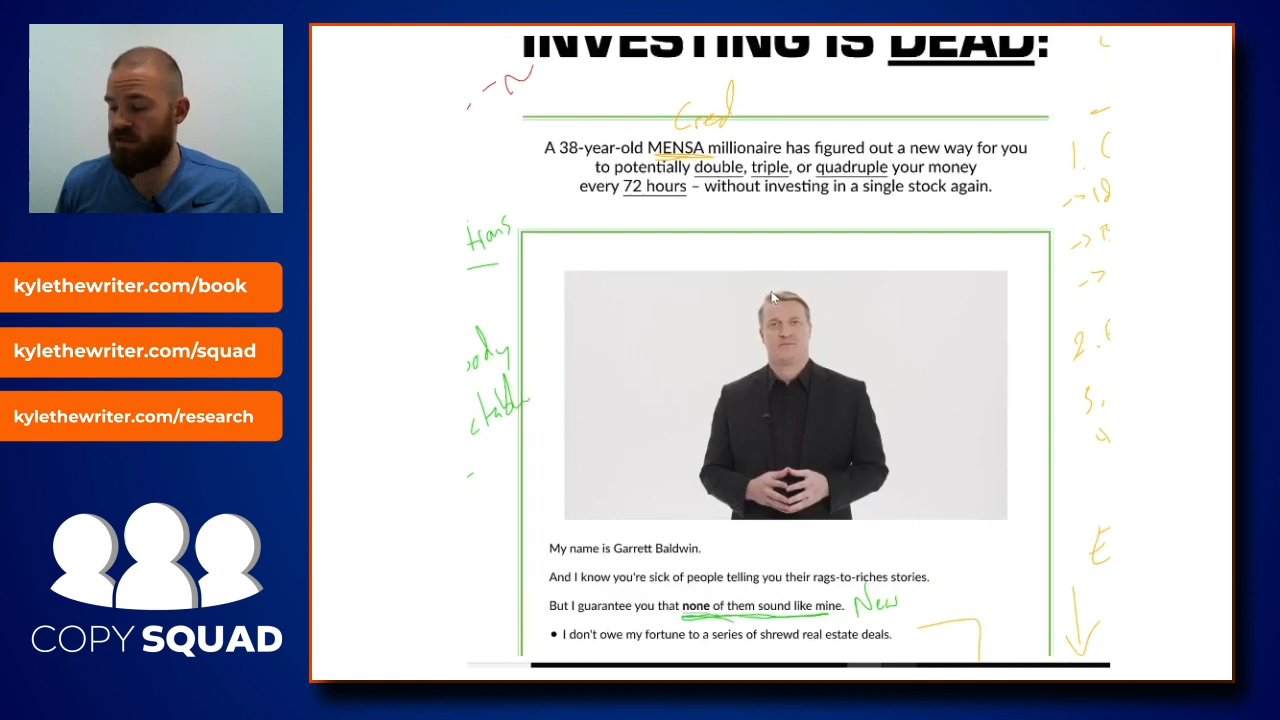 INVESTING IS DEAD:
Cred
A 38-year-old MENSA millionaire has figured out a new way for you
to potentially double, triple, or quadruple your money
every 72 hours – without investing in a single stock again.
trans
kylethewriter.com/book
kylethewriter.com/squad
kylethewriter.com/research
1.
2.
My name is Garrett Baldwin.
And I know you're sick of people telling you their rags-to-riches stories.
But I guarantee you that none of them sound like mine. New
• I don't owe my fortune to a series of shrewd real estate deals.
COPY SQUAD